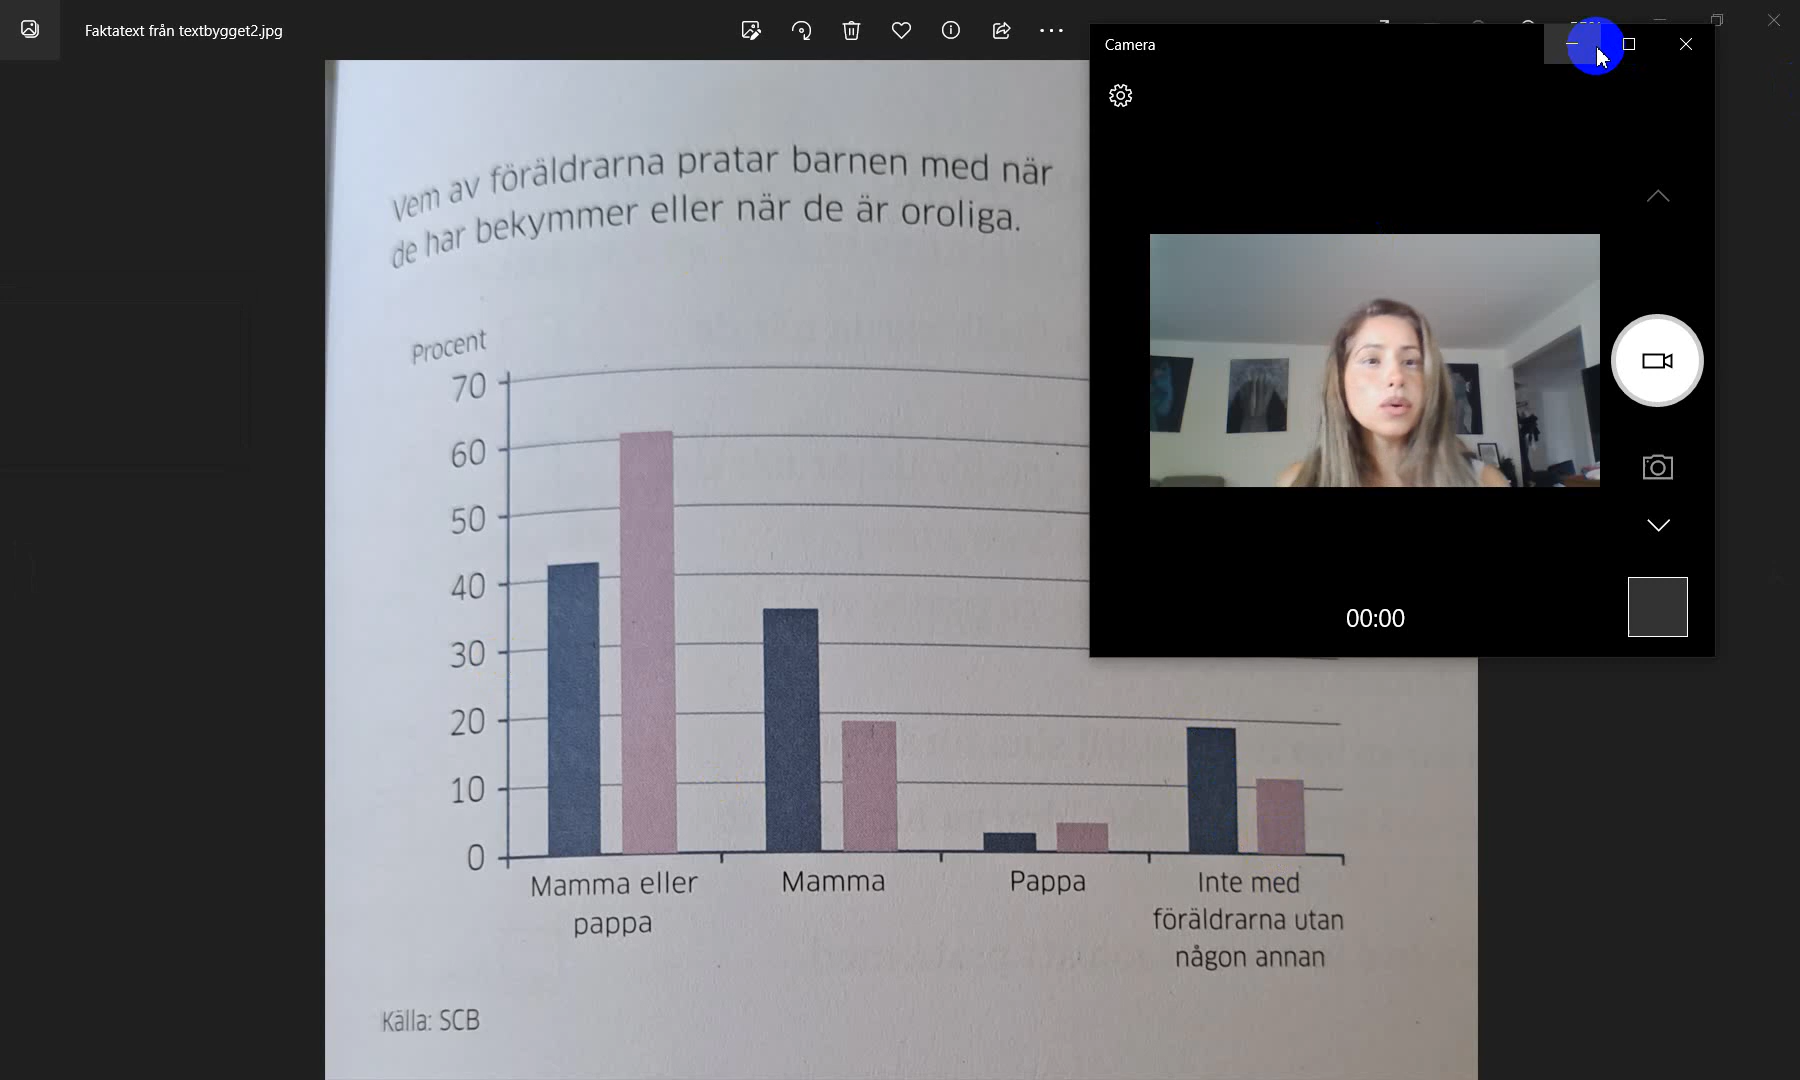 Faktatext från textbygget2.jpg
Camera
Vem av föräldrarna pratar barnen med när
de har bekymmer eller när de är oroliga.
Procent
70
60
50
40
30
20
10
0
Mamma eller
pappa
Mamma
Pappa
Inte med
föräldrarna utan
någon annan
Källa: SCB
00:00